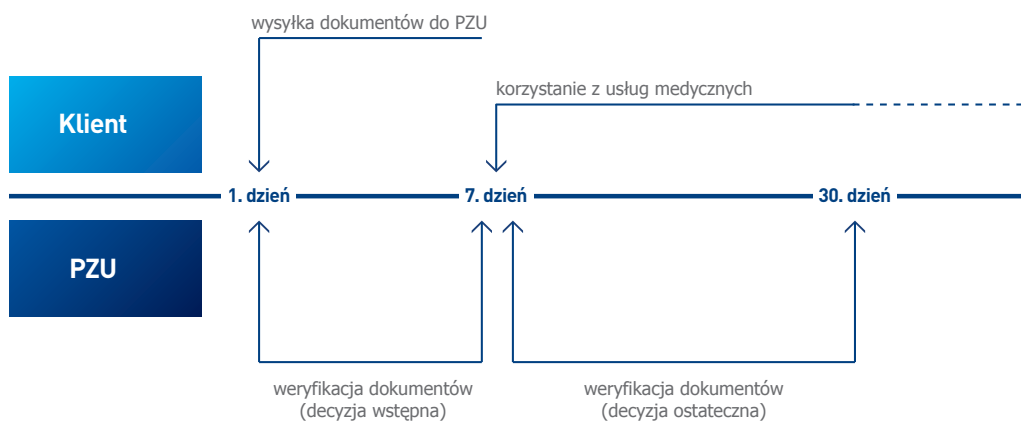 wysyłka dokumentów do PZU
korzystanie z usług medycznych
Klient
1. dzień
7. dzień
30. dzień
PZU
weryfikacja dokumentów
(decyzja wstępna)
weryfikacja dokumentów
(decyzja ostateczna)